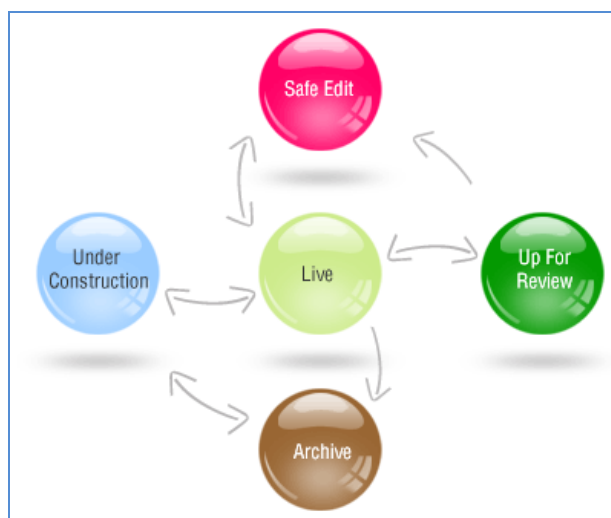 Safe Edit
Under
Construction
Live
Up For
Review
Archive